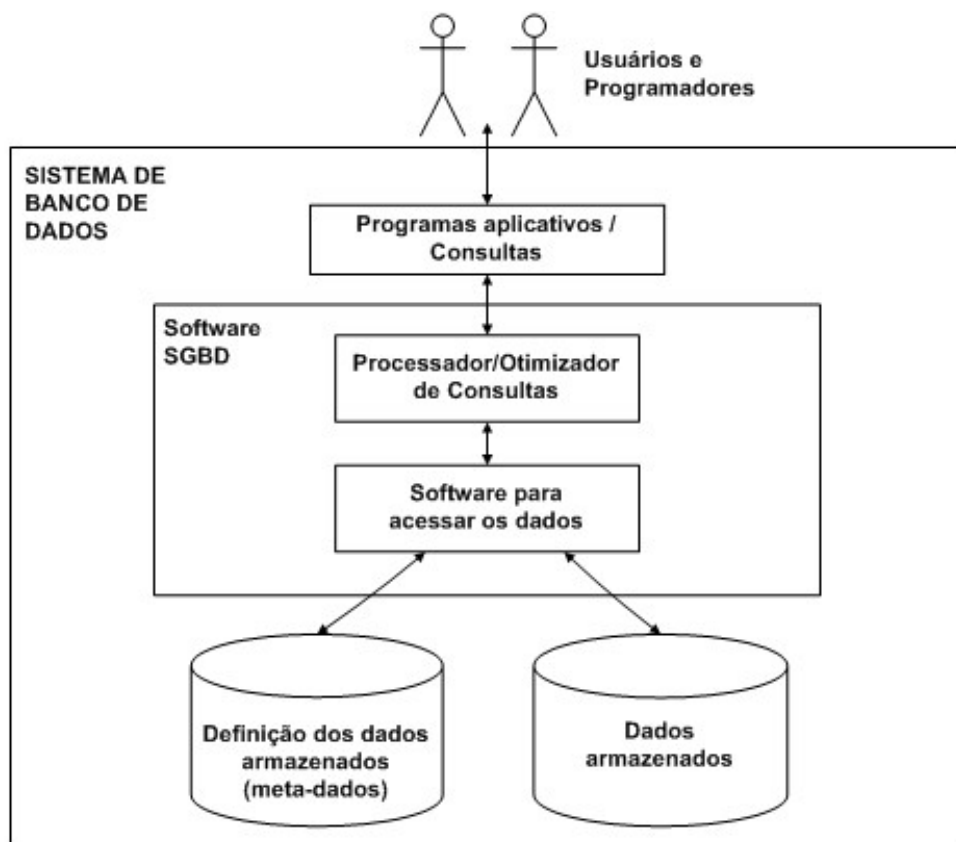 Usuários e
Programadores
SISTEMA DE
BANCO DE
DADOS
Programas aplicativos /
Consultas
Software
SGBD
Processador/Otimizador
de Consultas
Software para
acessar os dados
Definição dos dados
armazenados
(meta-dados)
Dados
armazenados